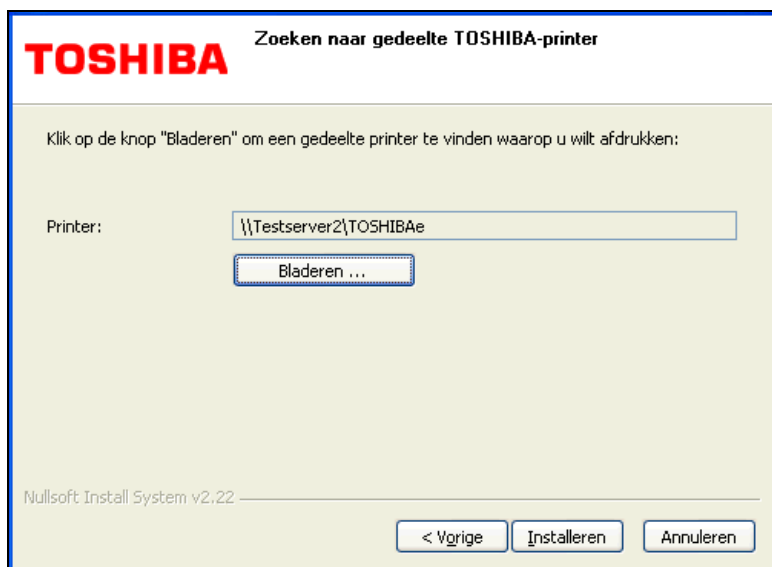 TOSHIBA
Zoeken naar gedeelte TOSHIBA-printer
Klik op de knop "Bladeren" om een gedeelte printer te vinden waarop u wilt afdrukken:
Printer:
\\Testserver2\TOSHIBAe
Bladeren ...
Nullsoft Install System v2.22
< Vorige
Installeren
Annuleren